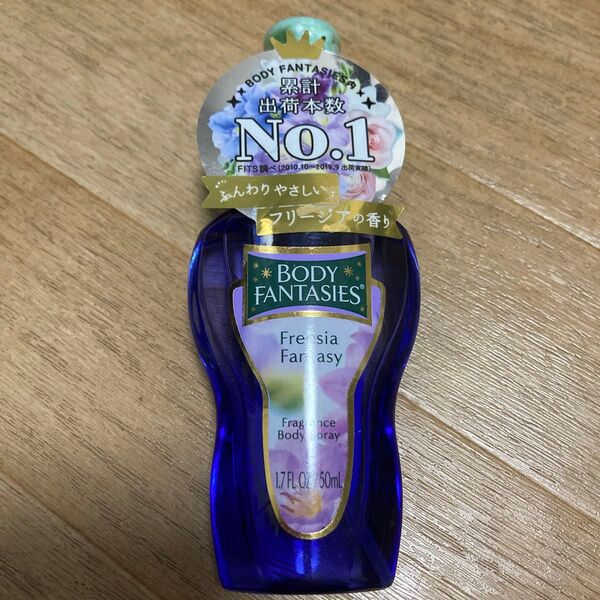 BODY FANTASIES内
累計
出荷本数
No.1
FITS調べ(2010.10~2019.9 出荷実績)
ふんわりやさしい
フリージアの香り
BODY
FANTASIES®
Freesia
Fantasy
Fragrance
Body Spray
1.7 FL OZ / 50mL